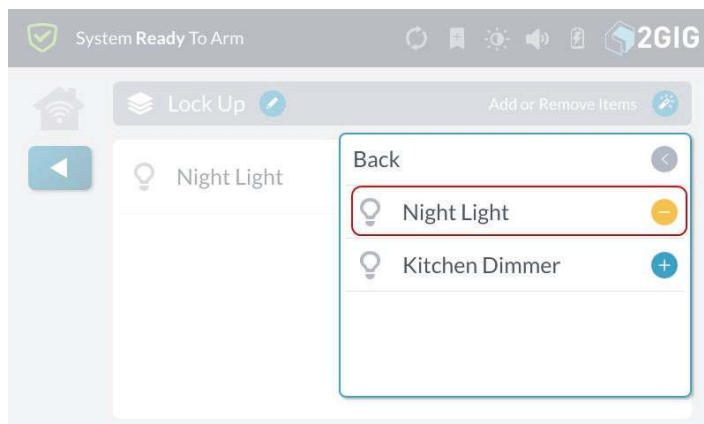 System Ready To Arm
2GIG
Lock Up
Add or Remove Items
Night Light
Back
Night Light
Kitchen Dimmer